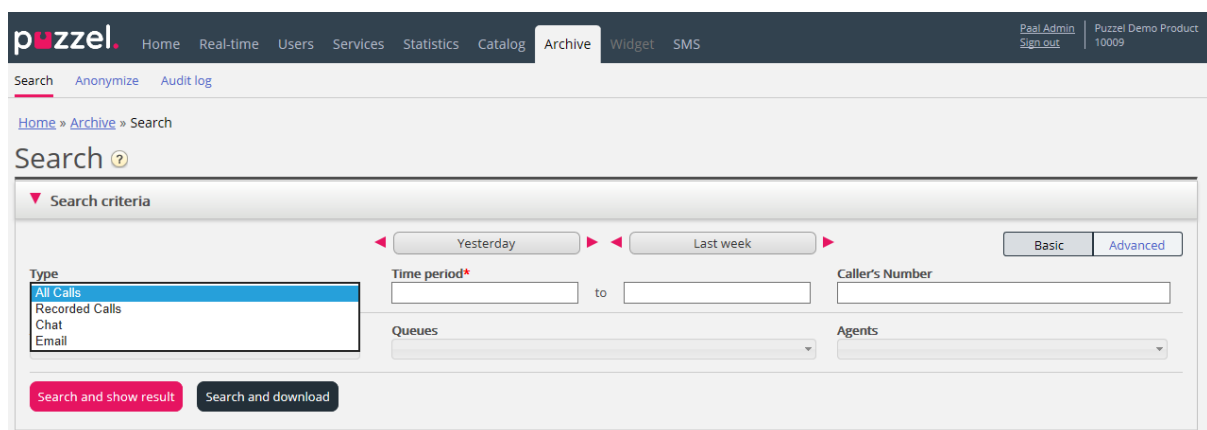 puzzel. Home Real-time Users Services Statistics Catalog Archive Widget SMS Paal Admin Puzzel Demo Product
Sign out 10009
Search Anonymize Audit log
Home » Archive » Search
Search ?
Search criteria
Yesterday Last week Basic Advanced
Type Time period* Caller's Number
All Calls to
Recorded Calls
Chat Queues Agents
Email
Search and show result Search and download